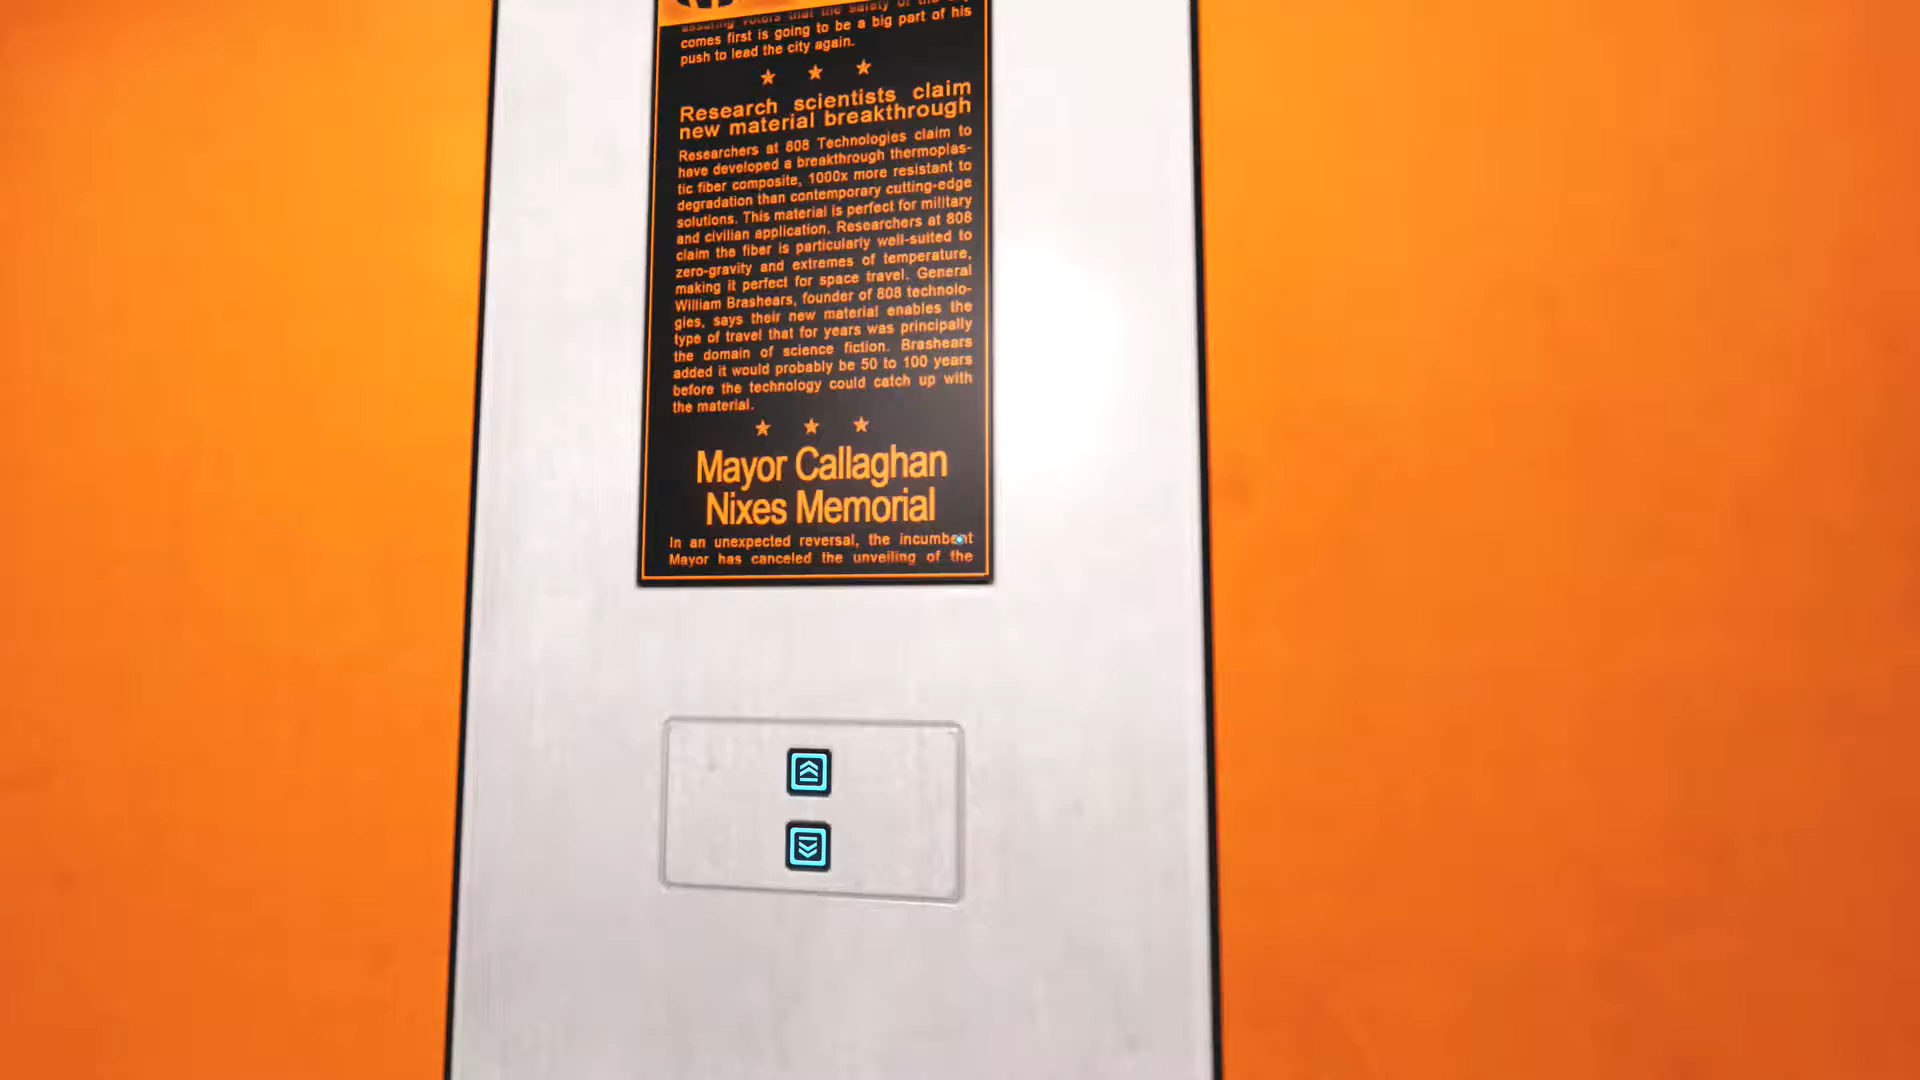 assuring voters that the safety of the
comes first is going to be a big part of his
push to lead the city again.
Research scientists claim
new material breakthrough
Researchers at 808 Technologies claim to
have developed a breakthrough thermoplas-
tic fiber composite, 1000x more resistant to
degradation than contemporary cutting-edge
solutions. This material is perfect for military
and civilian application. Researchers at 808
claim the fiber is particularly well-suited to
zero-gravity and extremes of temperature,
making it perfect for space travel. General
William Brashears, founder of 808 technolo-
gies, says their new material enables the
type of travel that for years was principally
the domain of science fiction. Brashears
added it would probably be 50 to 100 years
before the technology could catch up with
the material.
Mayor Callaghan
Nixes Memorial
In an unexpected reversal, the incumbent
Mayor has canceled the unveiling of the